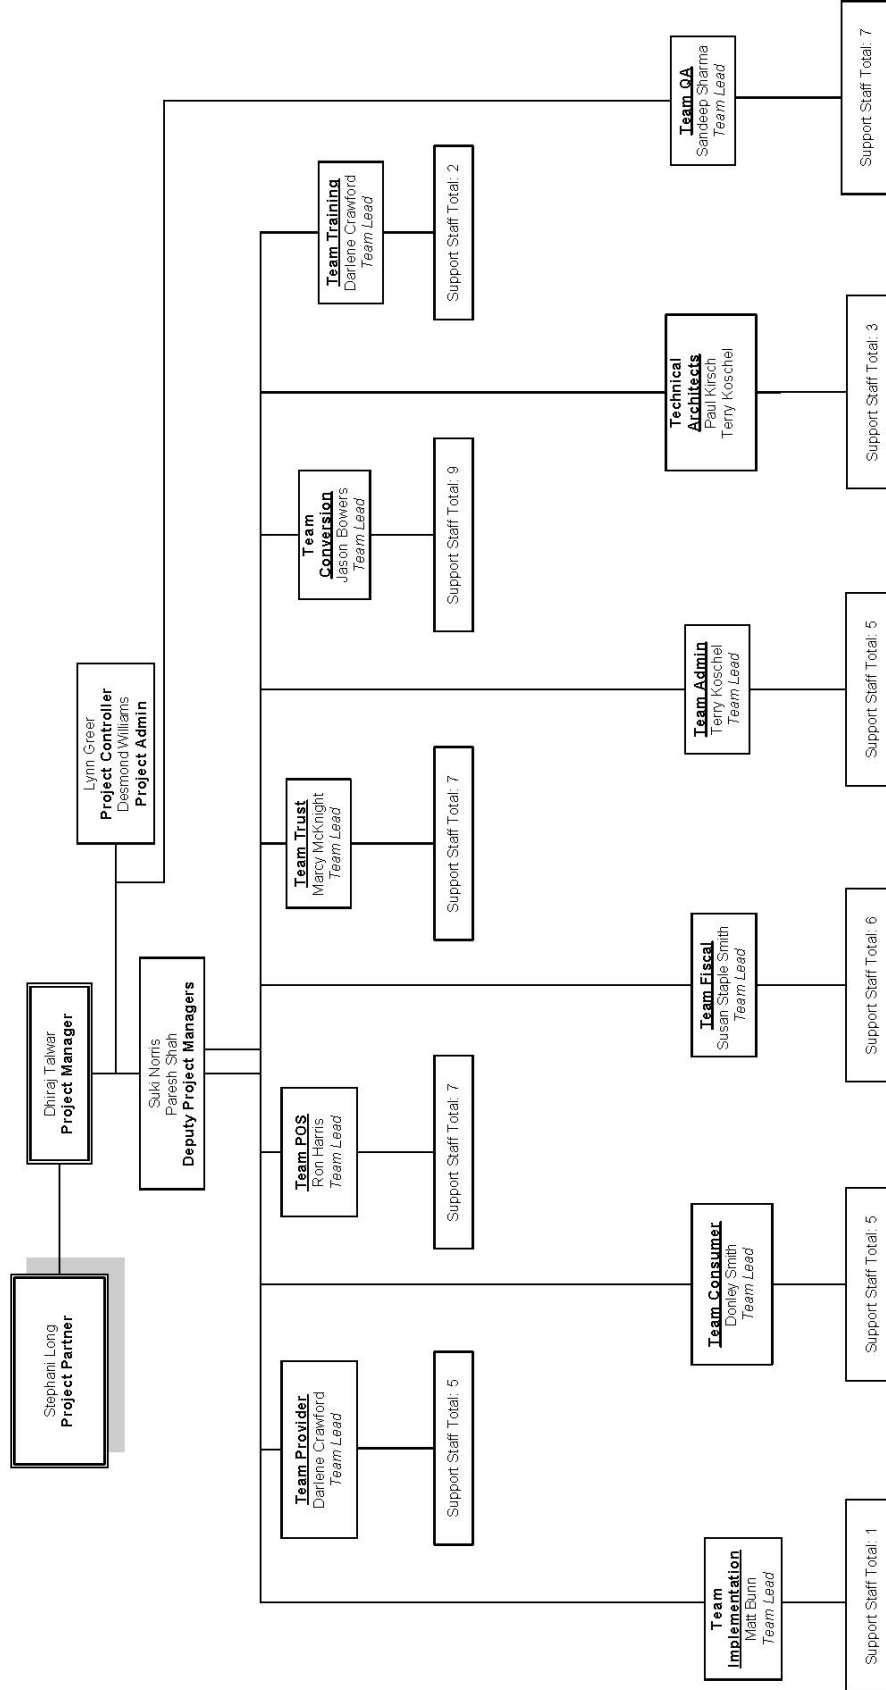 Stephani Long
Project Partner
Dhiraj Talwar
Project Manager
Lynn Greer
Project Controller
Desmond Williams
Project Admin
Suki Norris
Paresh Shah
Deputy Project Managers
Team Provider
Darlene Crawford
Team Lead
Support Staff Total: 5
Team POS
Ron Harris
Team Lead
Support Staff Total: 7
Team Trust
Marcy McKnight
Team Lead
Support Staff Total: 7
Team
Conversion
Jason Bowers
Team Lead
Support Staff Total: 9
Team Training
Darlene Crawford
Team Lead
Support Staff Total: 2
Team
Implementation
Matt Bunn
Team Lead
Support Staff Total: 1
Team Consumer
Donley Smith
Team Lead
Support Staff Total: 5
Team Fiscal
Susan Staple Smith
Team Lead
Support Staff Total: 6
Team Admin
Terry Koschel
Team Lead
Support Staff Total: 5
Technical
Architects
Paul Kirsch
Terry Koschel
Support Staff Total: 3
Team QA
Sandeep Sharma
Team Lead
Support Staff Total: 7